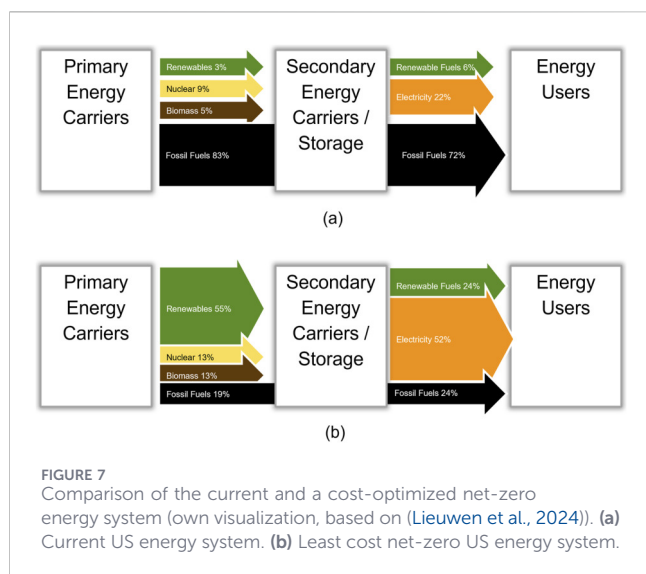 Primary
Energy
Carriers
Renewables 3%
Nuclear 9%
Biomass 5%
Fossil Fuels 83%
Secondary
Energy
Carriers /
Storage
Renewable Fuels 6%
Electricity 22%
Fossil Fuels 72%
Energy
Users
(a)
Primary
Energy
Carriers
Renewables 55%
Nuclear 13%
Biomass 13%
Fossil Fuels 19%
Secondary
Energy
Carriers /
Storage
Renewable Fuels 24%
Electricity 52%
Fossil Fuels 24%
Energy
Users
(b)
FIGURE 7
Comparison of the current and a cost-optimized net-zero
energy system (own visualization, based on (Lieuwen et al., 2024)). (a)
Current US energy system. (b) Least cost net-zero US energy system.